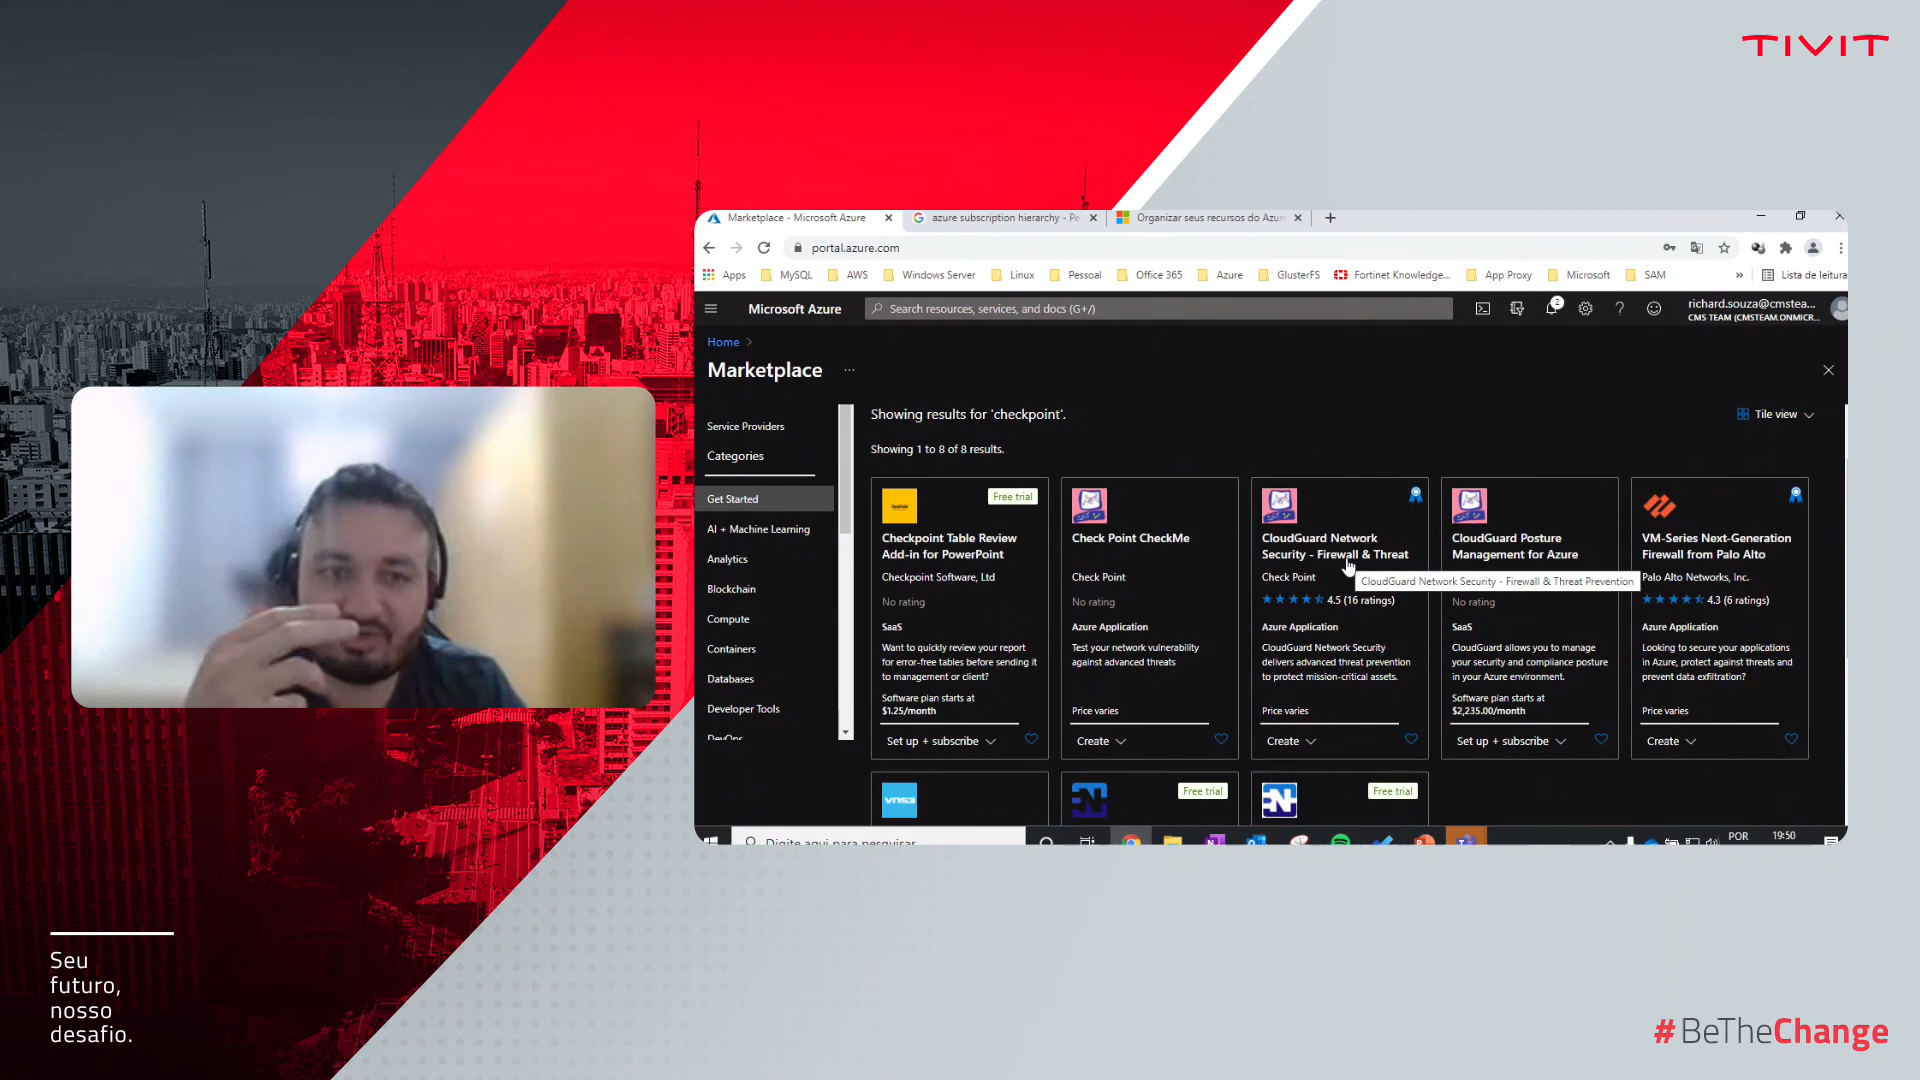 TIVIT
Marketplace - Microsoft Azure
azure subscription hierarchy - Pe
Organizar seus recursos do Azur
portal.azure.com
Apps
MySQL
AWS
Windows Server
Linux
Pessoal
Office 365
Azure
GlusterFS
Fortinet Knowledge...
App Proxy
Microsoft
SAM
»
Lista de leitura
Microsoft Azure
Search resources, services, and docs (G+/)
2
richard.souza@cmstea...
CMS TEAM (CMSTEAM.ONMICR...
Home
Marketplace
...
Service Providers
Categories
Get Started
AI + Machine Learning
Analytics
Blockchain
Compute
Containers
Databases
Developer Tools
DevOps
Showing results for 'checkpoint'.
Tile view
Showing 1 to 8 of 8 results.
Free trial
Checkpoint Table Review
Add-in for PowerPoint
Checkpoint Software, Ltd
No rating
SaaS
Want to quickly review your report
for error-free tables before sending it
to management or client?
Software plan starts at
$1.25/month
Set up + subscribe
Check Point CheckMe
Check Point
No rating
Azure Application
Test your network vulnerability
against advanced threats
Price varies
Create
CloudGuard Network
Security - Firewall & Threat
Check Point
4.5 (16 ratings)
Azure Application
CloudGuard Network Security
delivers advanced threat prevention
to protect mission-critical assets.
Price varies
Create
CloudGuard Network Security - Firewall & Threat Prevention
CloudGuard Posture
Management for Azure
No rating
SaaS
CloudGuard allows you to manage
your security and compliance posture
in your Azure environment.
Software plan starts at
$2,235.00/month
Set up + subscribe
VM-Series Next-Generation
Firewall from Palo Alto
Palo Alto Networks, Inc.
4.3 (6 ratings)
Azure Application
Looking to secure your applications
in Azure, protect against threats and
prevent data exfiltration?
Price varies
Create
vns3
N
Free trial
N
Free trial
Digite aqui para pesquisar
POR
19:50
Seu
futuro,
nosso
desafio.
#BeTheChange